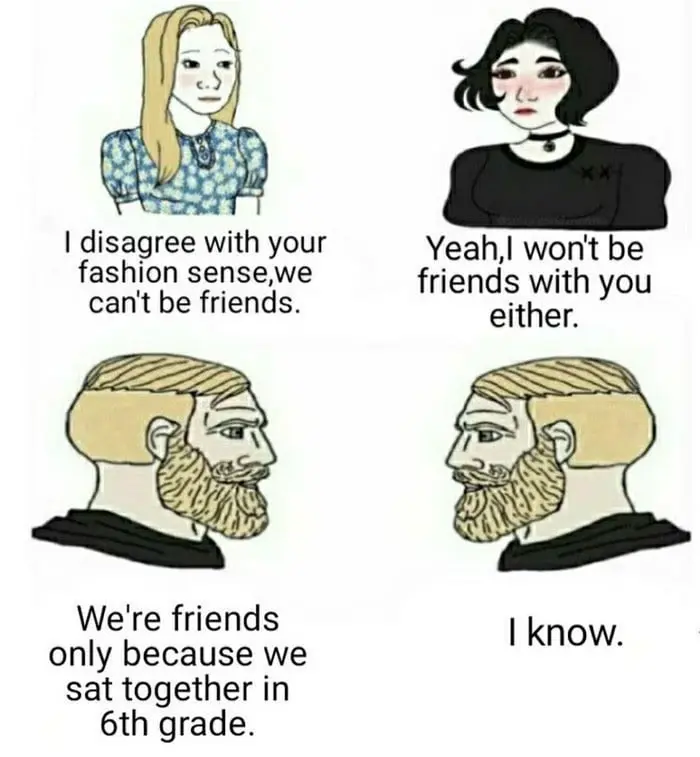 I disagree with your
fashion sense,we
can't be friends.
Yeah,I won't be
friends with you
either.
We're friends
only because we
sat together in
6th grade.
I know.